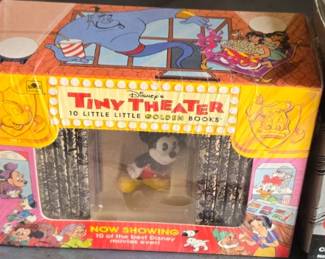 Disney's
TINY THEATER
10 LITTLE LITTLE GOLDEN BOOKS
NOW SHOWING
10 of the best Disney
movies ever!